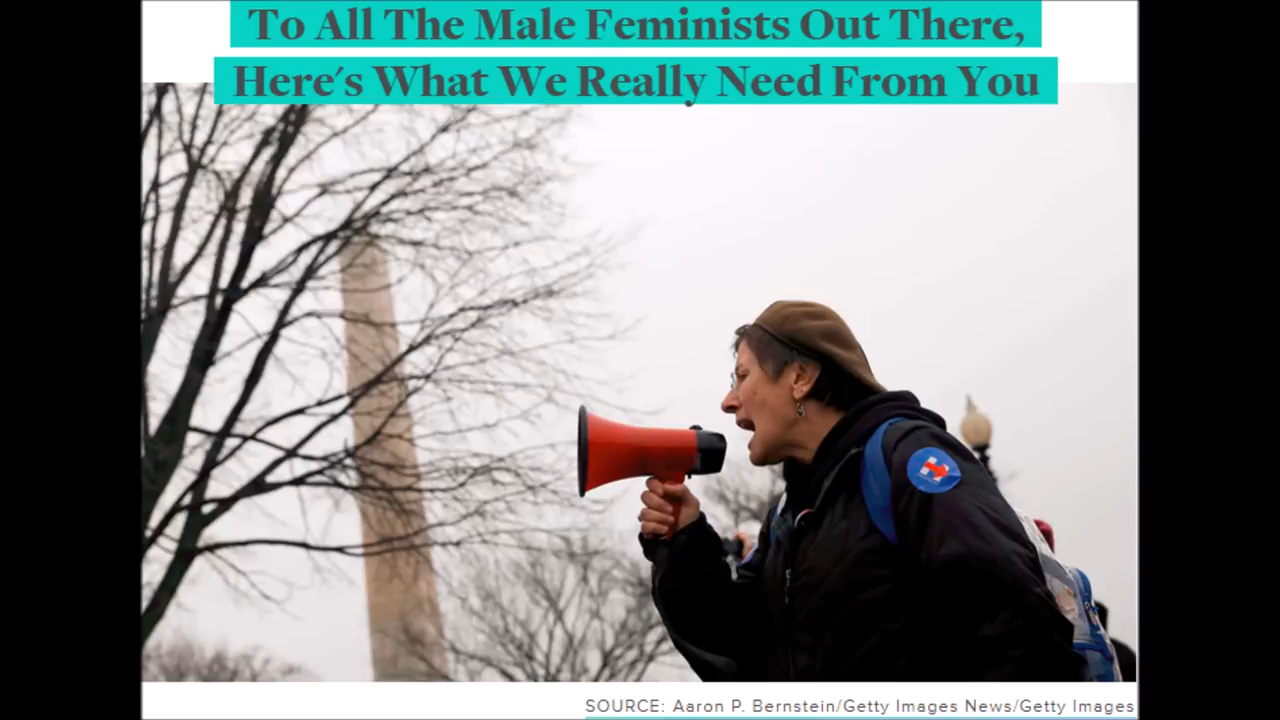 To All The Male Feminists Out There,
Here's What We Really Need From You
SOURCE: Aaron P. Bernstein/Getty Images News/Getty Images